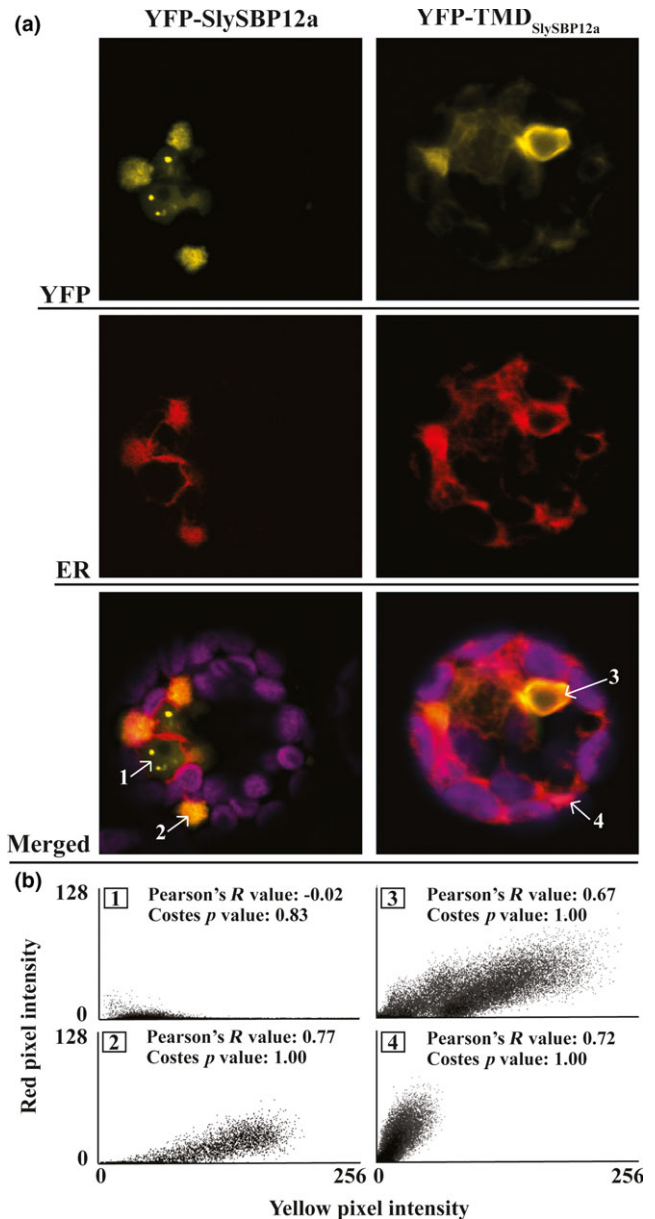 (a)
YFP-SlySBP12a YFP-TMD SlySBP12a
YFP
ER
1
2
3
4
Merged
(b)
128
1 Pearson's R value: -0.02
Costes p value: 0.83
0
3 Pearson's R value: 0.67
Costes p value: 1.00
128
2 Pearson's R value: 0.77
Costes p value: 1.00
0
4 Pearson's R value: 0.72
Costes p value: 1.00
0 256 0 256
Red pixel intensity
Yellow pixel intensity